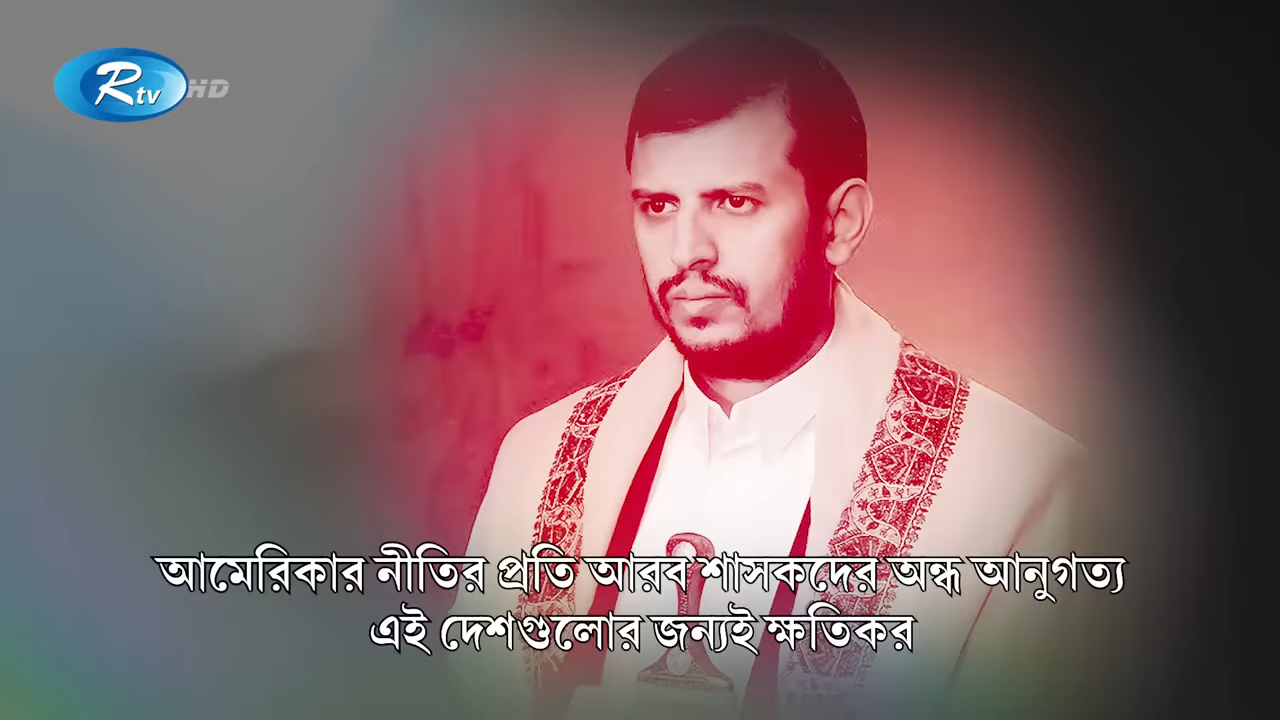 Rtv HD
আমেরিকার নীতির প্রতি আরব শাসকদের অন্ধ আনুগত্য
এই দেশগুলোর জন্যই ক্ষতিকর